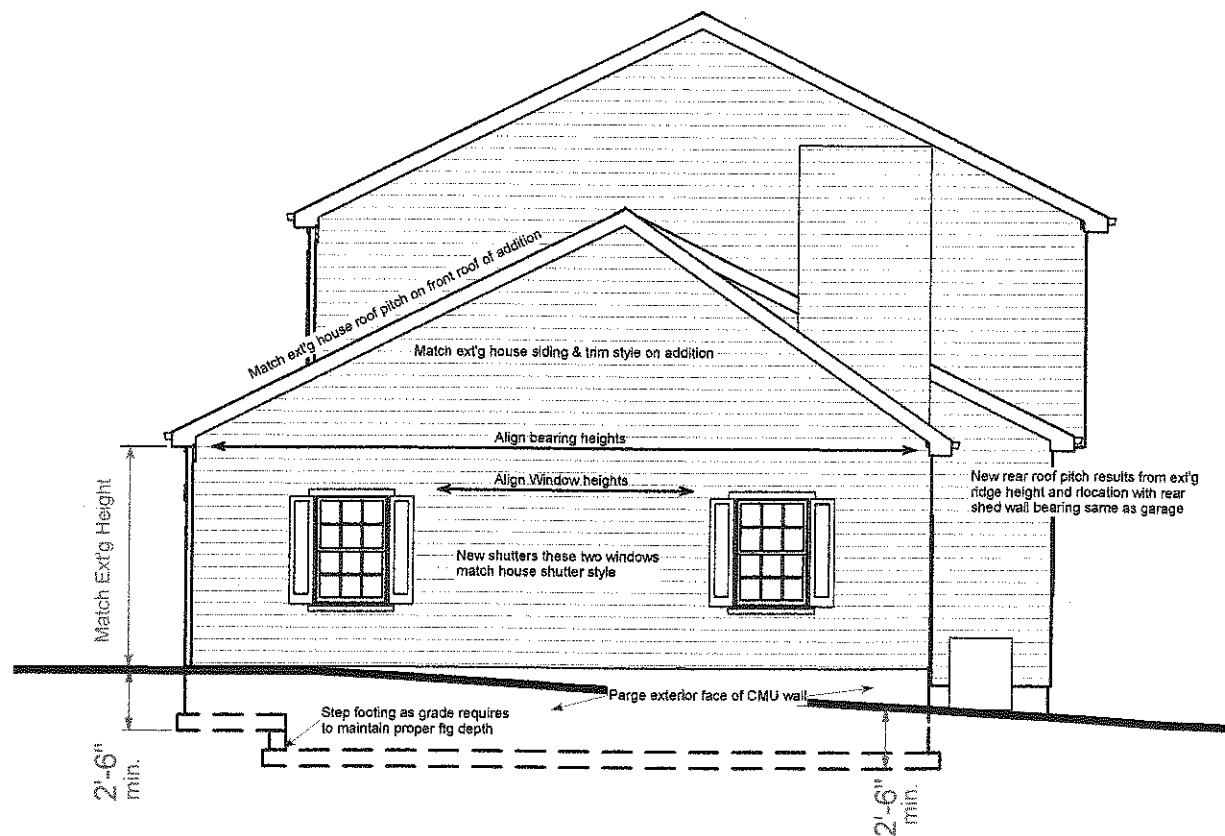 Match ext'g house roof pitch on front roof of addition
Match ext'g house siding & trim style on addition
Align bearing heights
Align Window heights
New rear roof pitch results from ext'g
ridge height and rlocation with rear
shed wall bearing same as garage
New shutters these two windows
match house shutter style
Match Ext'g Height
Parge exterior face of CMU wall
Step footing as grade requires
to maintain proper ftg depth
2'-6"
min.
2'-6"
min.